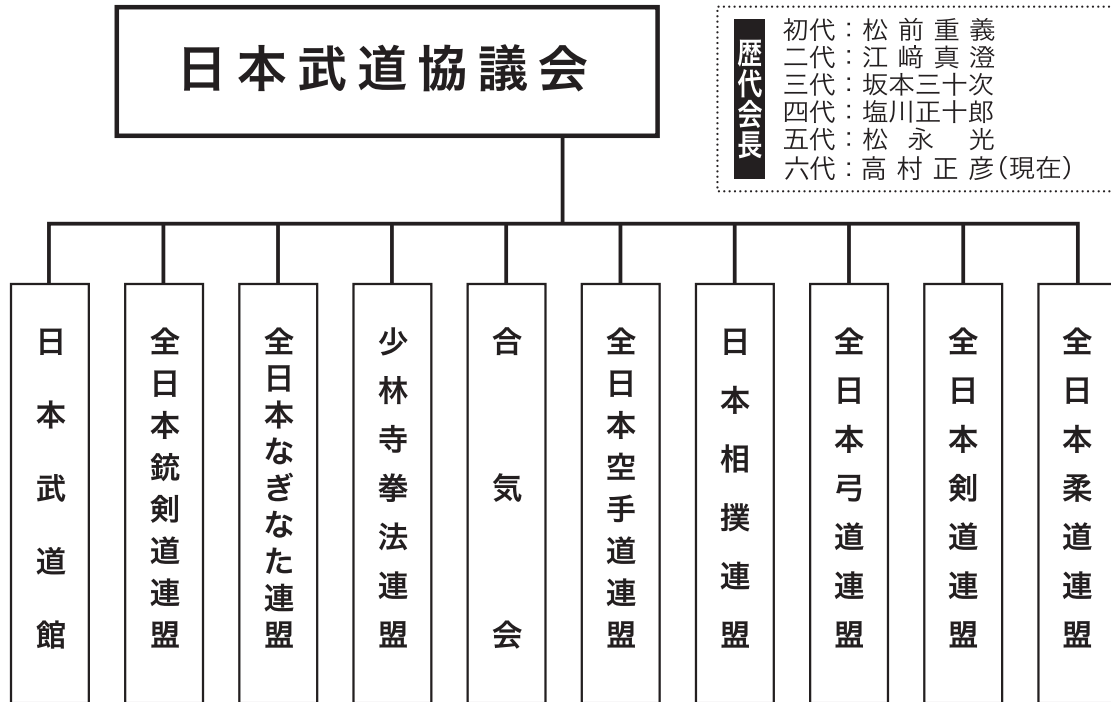 日本武道協議会
歴代会長
初代：松前重義
二代：江﨑真澄
三代：坂本三十次
四代：塩川正十郎
五代：松永　光
六代：高村正彦（現在）
全日本柔道連盟
全日本剣道連盟
全日本弓道連盟
日本相撲連盟
全日本空手道連盟
合気会
少林寺拳法連盟
全日本なぎなた連盟
全日本銃剣道連盟
日本武道館